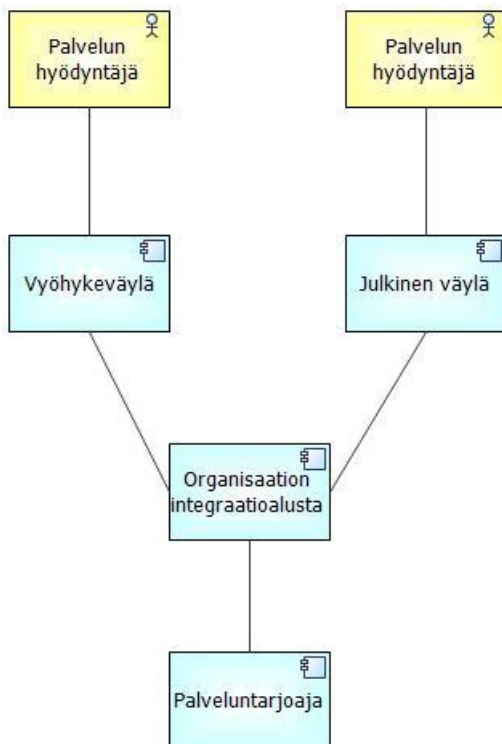 Palvelun
hyödyntäjä
Palvelun
hyödyntäjä
Vyöhykeväylä
Julkinen väylä
Organisaation
integraatioalusta
Palveluntarjoaja